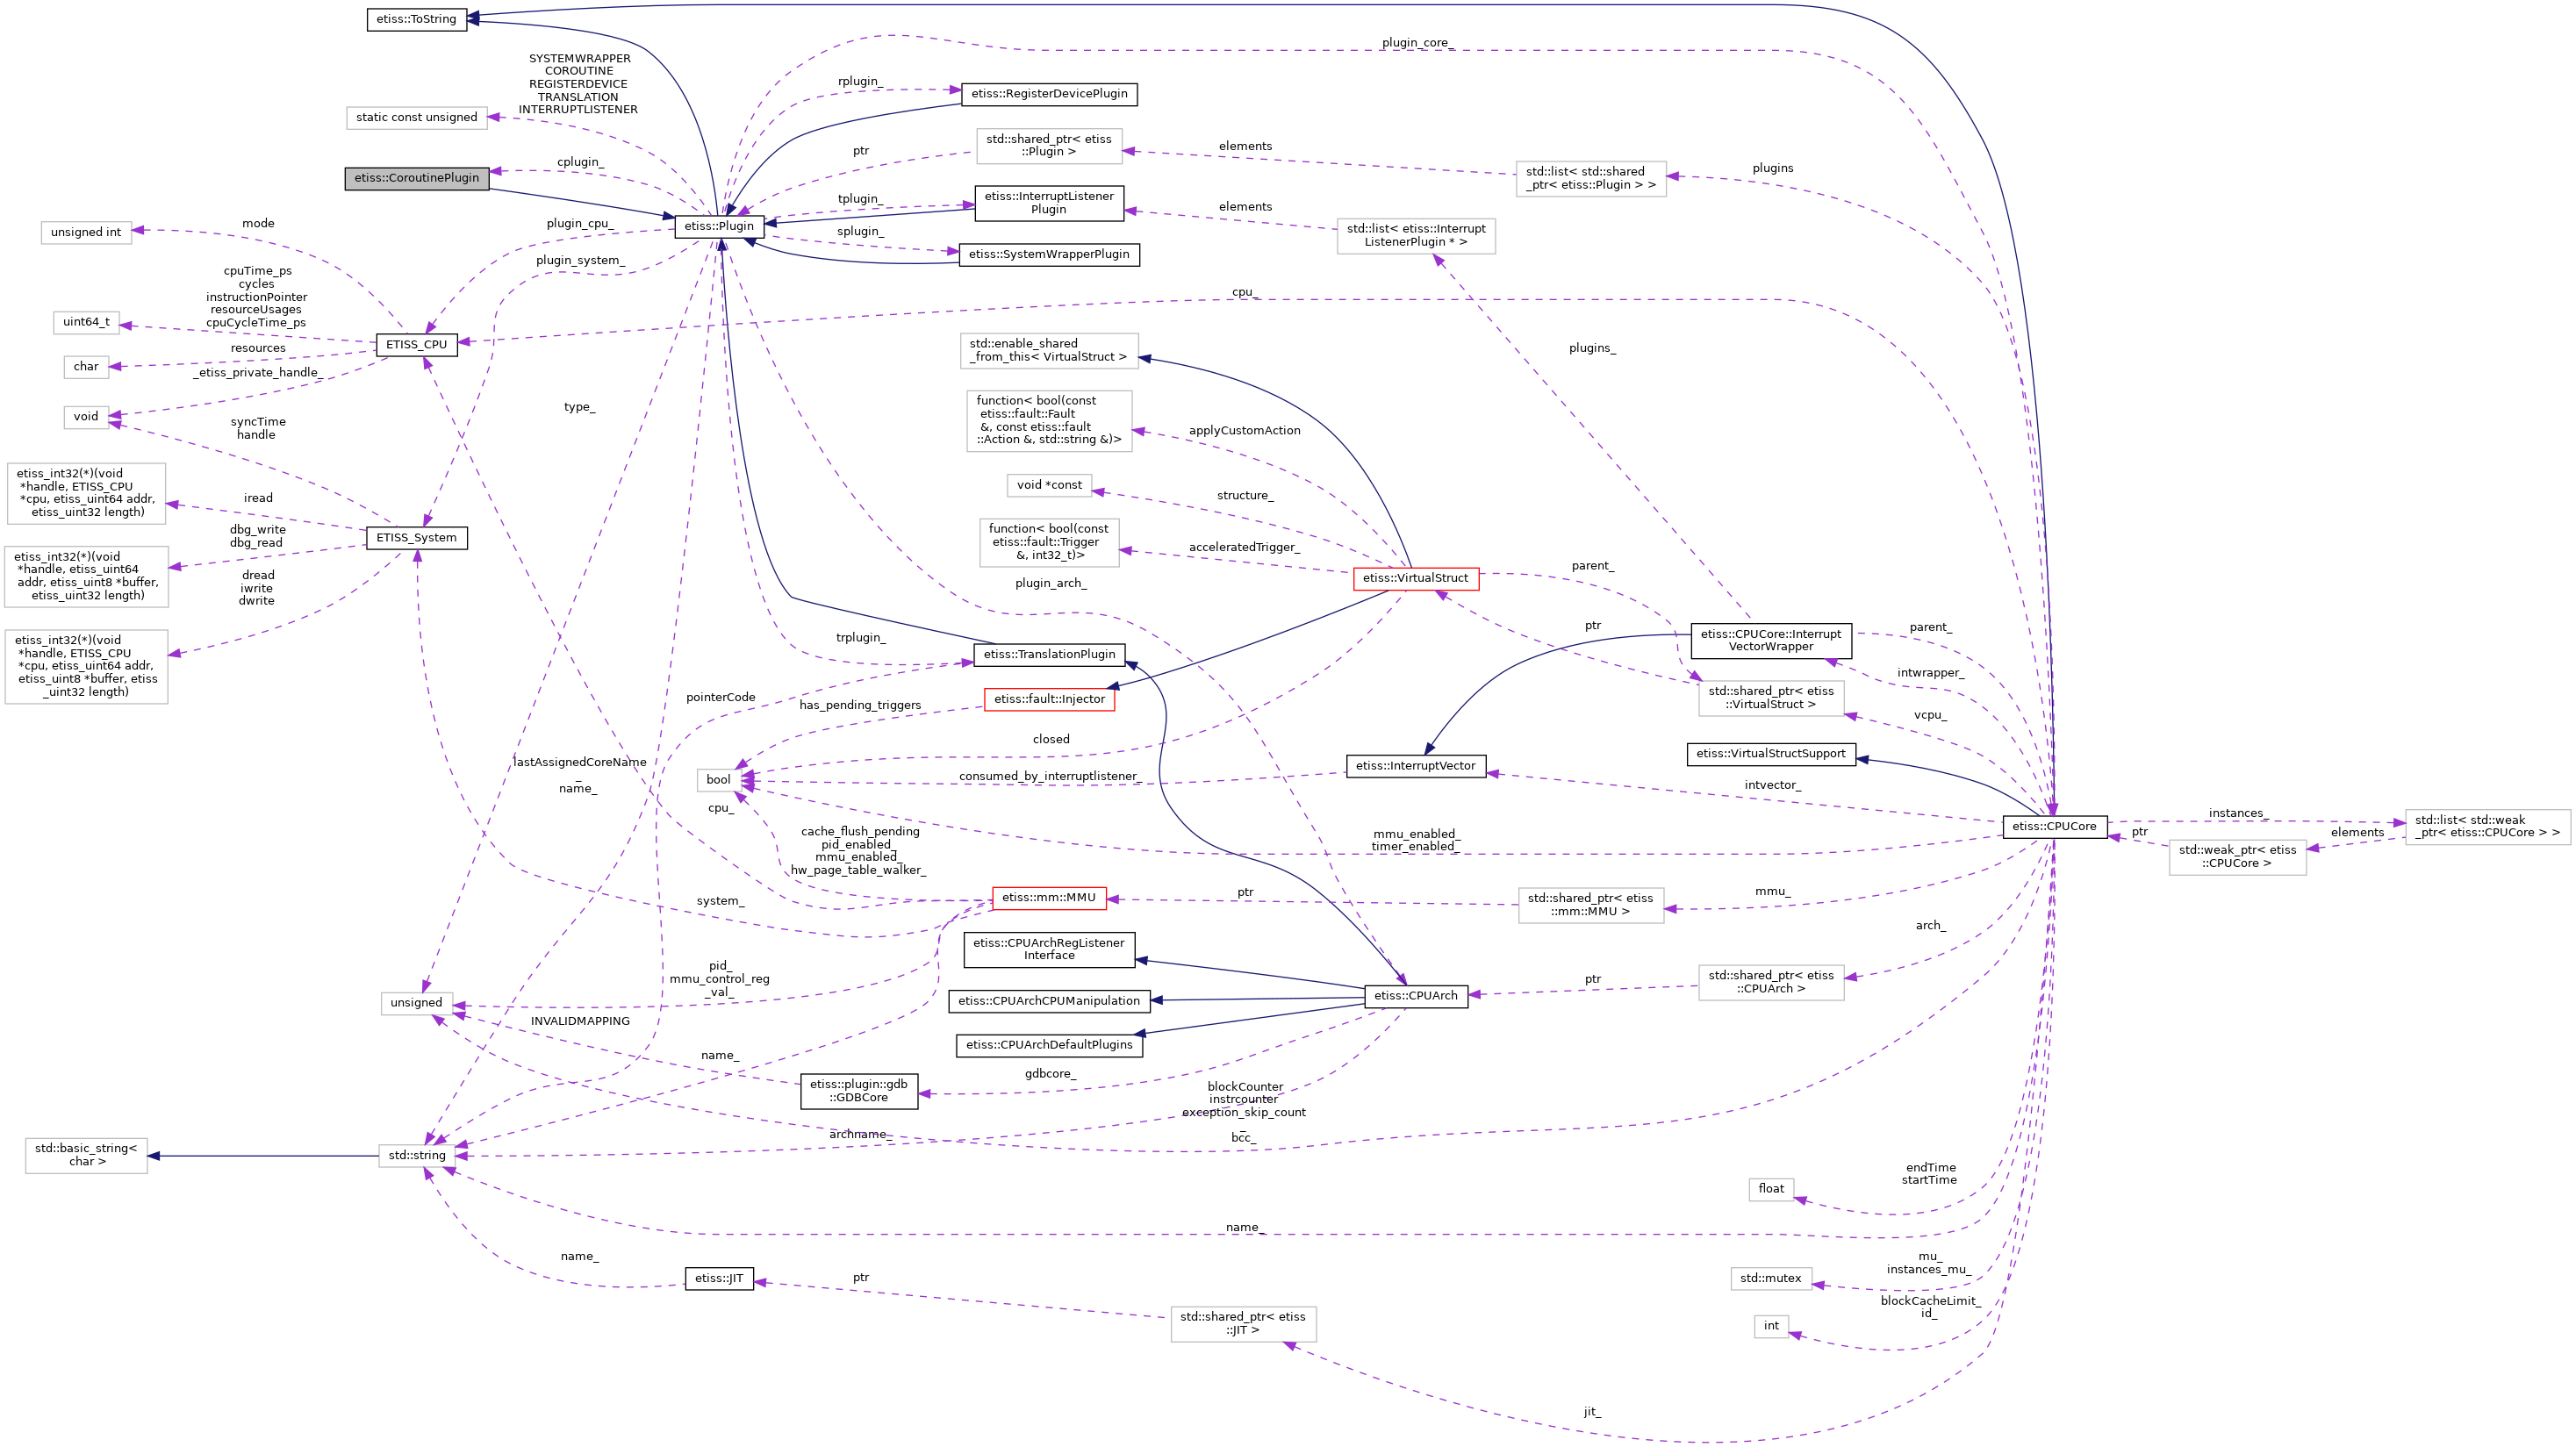 etiss::ToString
plugin_core_
SYSTEMWRAPPER
COROUTINE
REGISTERDEVICE
TRANSLATION
INTERRUPTLISTENER
rplugin_
etiss::RegisterDevicePlugin
static const unsigned
std::shared_ptr< etiss
::Plugin >
ptr
elements
plugins
std::list< std::shared
_ptr< etiss::Plugin > >
cplugin_
etiss::CoroutinePlugin
tplugin_
etiss::InterruptListener
Plugin
elements
std::list< etiss::Interrupt
ListenerPlugin * >
mode
unsigned int
plugin_cpu_
etiss::Plugin
splugin_
etiss::SystemWrapperPlugin
plugin_system_
cpuTime_ps
cycles
instructionPointer
resourceUsages
cpuCycleTime_ps
uint64_t
cpu_
ETISS_CPU
resources
char
_etiss_private_handle_
void
std::enable_shared
_from_this< VirtualStruct >
plugins_
function< bool(const
etiss::fault::Fault
&, const etiss::fault
::Action &, std::string &)>
applyCustomAction
type_
syncTime
handle
void *const
structure_
etiss_int32(*)(void
*handle, ETISS_CPU
*cpu, etiss_uint64 addr,
etiss_uint32 length)
iread
dbg_write
dbg_read
ETISS_System
function< bool(const
etiss::fault::Trigger
&, int32_t)>
acceleratedTrigger_
etiss_int32(*)(void
*handle, etiss_uint64
addr, etiss_uint8 *buffer,
etiss_uint32 length)
dread
iwrite
dwrite
plugin_arch_
etiss::VirtualStruct
parent_
etiss_int32(*)(void
*handle, ETISS_CPU
*cpu, etiss_uint64 addr,
etiss_uint8 *buffer, etiss
_uint32 length)
trplugin_
etiss::TranslationPlugin
ptr
etiss::CPUCore::Interrupt
VectorWrapper
parent_
intwrapper_
pointerCode
has_pending_triggers
etiss::fault::Injector
std::shared_ptr< etiss
::VirtualStruct >
vcpu_
closed
lastAssignedCoreName
_
name_
bool
consumed_by_interruptlistener_
etiss::InterruptVector
etiss::VirtualStructSupport
intvector_
cpu_
cache_flush_pending
pid_enabled_
mmu_enabled_
hw_page_table_walker_
mmu_enabled_
timer_enabled_
etiss::CPUCore
instances_
std::list< std::weak
_ptr< etiss::CPUCore > >
ptr
elements
std::weak_ptr< etiss
::CPUCore >
system_
etiss::mm::MMU
ptr
std::shared_ptr< etiss
::mm::MMU >
mmu_
arch_
etiss::CPUArchRegListener
Interface
pid_
mmu_control_reg
_val_
unsigned
etiss::CPUArchCPUManipulation
etiss::CPUArch
ptr
std::shared_ptr< etiss
::CPUArch >
INVALIDMAPPING
etiss::CPUArchDefaultPlugins
name_
gdbcore_
etiss::plugin::gdb
::GDBCore
blockCounter
instrcounter
exception_skip_count
_
bcc_
archname_
std::basic_string<
char >
std::string
endTime
startTime
float
name_
name_
etiss::JIT
ptr
mu_
instances_mu_
std::mutex
blockCacheLimit_
id_
int
std::shared_ptr< etiss
::JIT >
jit_